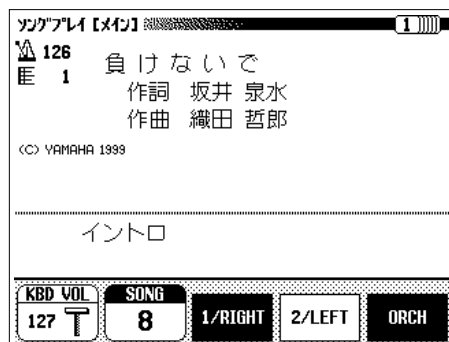 ソングプレイ [メイン] 1
126
1
負けないで
作詞 坂井 泉水
作曲 織田 哲郎
(C) YAMAHA 1999
イントロ
KBD VOL SONG
127 8 1/RIGHT 2/LEFT ORCH